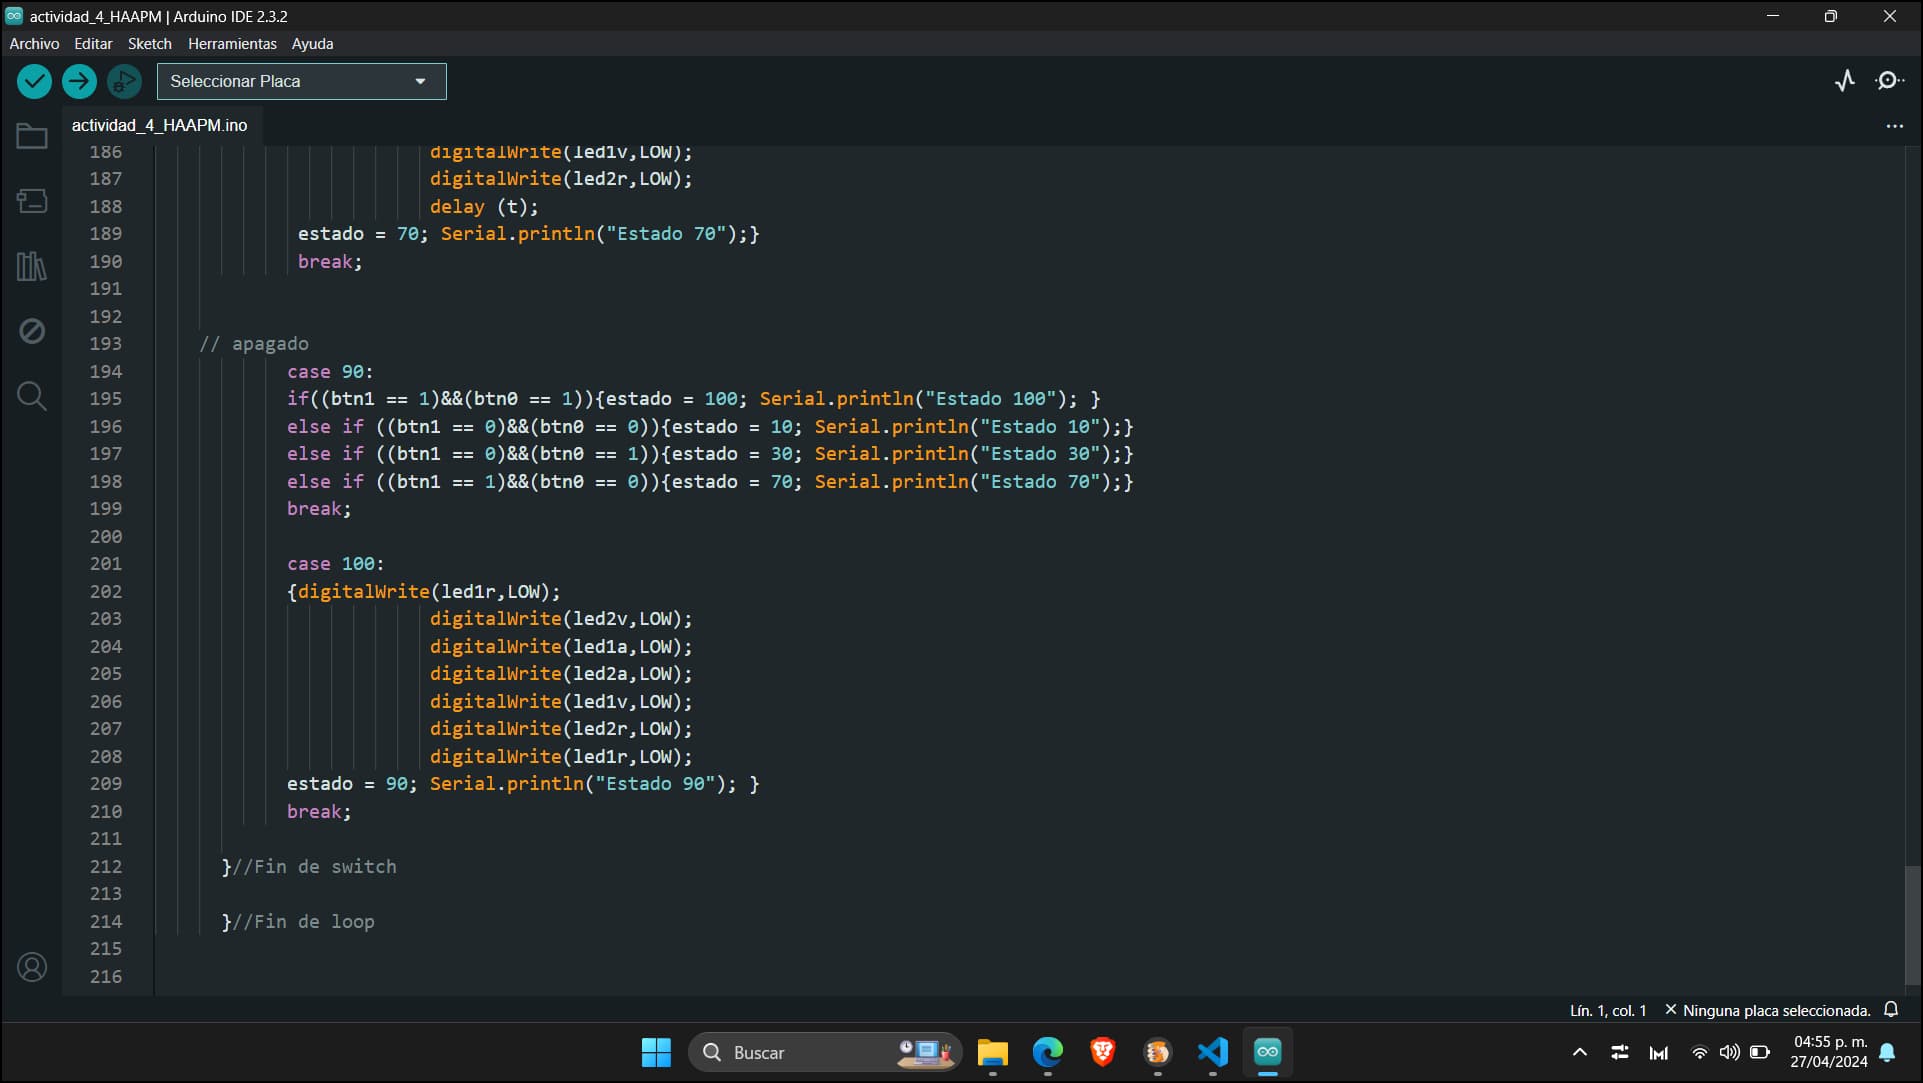 actividad_4_HAAPM | Arduino IDE 2.3.2
Archivo Editar Sketch Herramientas Ayuda
Seleccionar Placa
actividad_4_HAAPM.ino
186 digitalWrite(led1v,LOW);
187 digitalWrite(led2r,LOW);
188 delay (t);
189 estado = 70; Serial.println("Estado 70");}
190 break;
191
192
193 // apagado
194 case 90:
195 if((btn1 == 1)&&(btn0 == 1)){estado = 100; Serial.println("Estado 100"); }
196 else if ((btn1 == 0)&&(btn0 == 0)){estado = 10; Serial.println("Estado 10");}
197 else if ((btn1 == 0)&&(btn0 == 1)){estado = 30; Serial.println("Estado 30");}
198 else if ((btn1 == 1)&&(btn0 == 0)){estado = 70; Serial.println("Estado 70");}
199 break;
200
201 case 100:
202 {digitalWrite(led1r,LOW);
203 digitalWrite(led2v,LOW);
204 digitalWrite(led1a,LOW);
205 digitalWrite(led2a,LOW);
206 digitalWrite(led1v,LOW);
207 digitalWrite(led2r,LOW);
208 digitalWrite(led1r,LOW);
209 estado = 90; Serial.println("Estado 90"); }
210 break;
211
212 }//Fin de switch
213
214 }//Fin de loop
215
216
Lín. 1, col. 1 Ninguna placa seleccionada.
Buscar
04:55 p. m.
27/04/2024